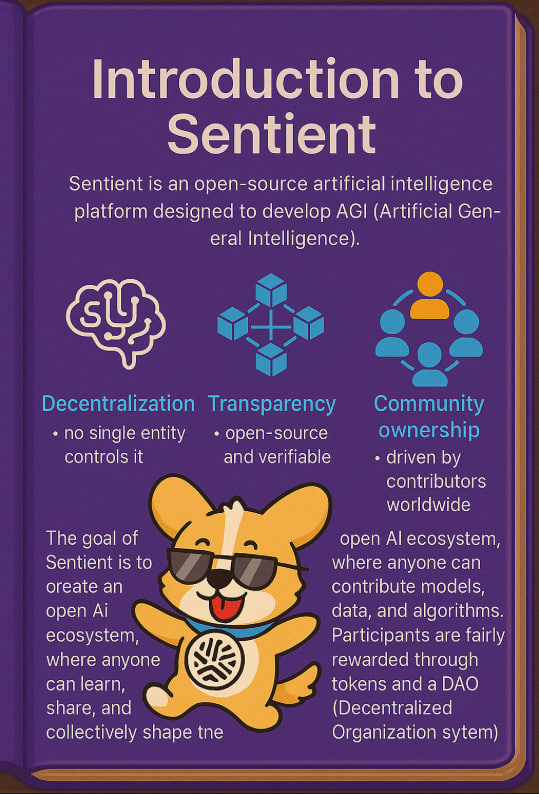 Introduction to
Sentient
Sentient is an open-source artificial intelligence
platform designed to develop AGI (Artificial Gen-
eral Intelligence).
Decentralization
• no single entity
controls it
Transparency
• open-source
and verifiable
Community
ownership
• driven by
contributors
worldwide
The goal of
Sentient is to
oreate an
open Ai
ecosystem,
where anyone
can learn,
share, and
collectively shape tne
open AI ecosystem,
where anyone can
contribute models,
data, and algorithms.
Participants are fairly
rewarded through
tokens and a DAO
(Decentralized
Organization sytem)